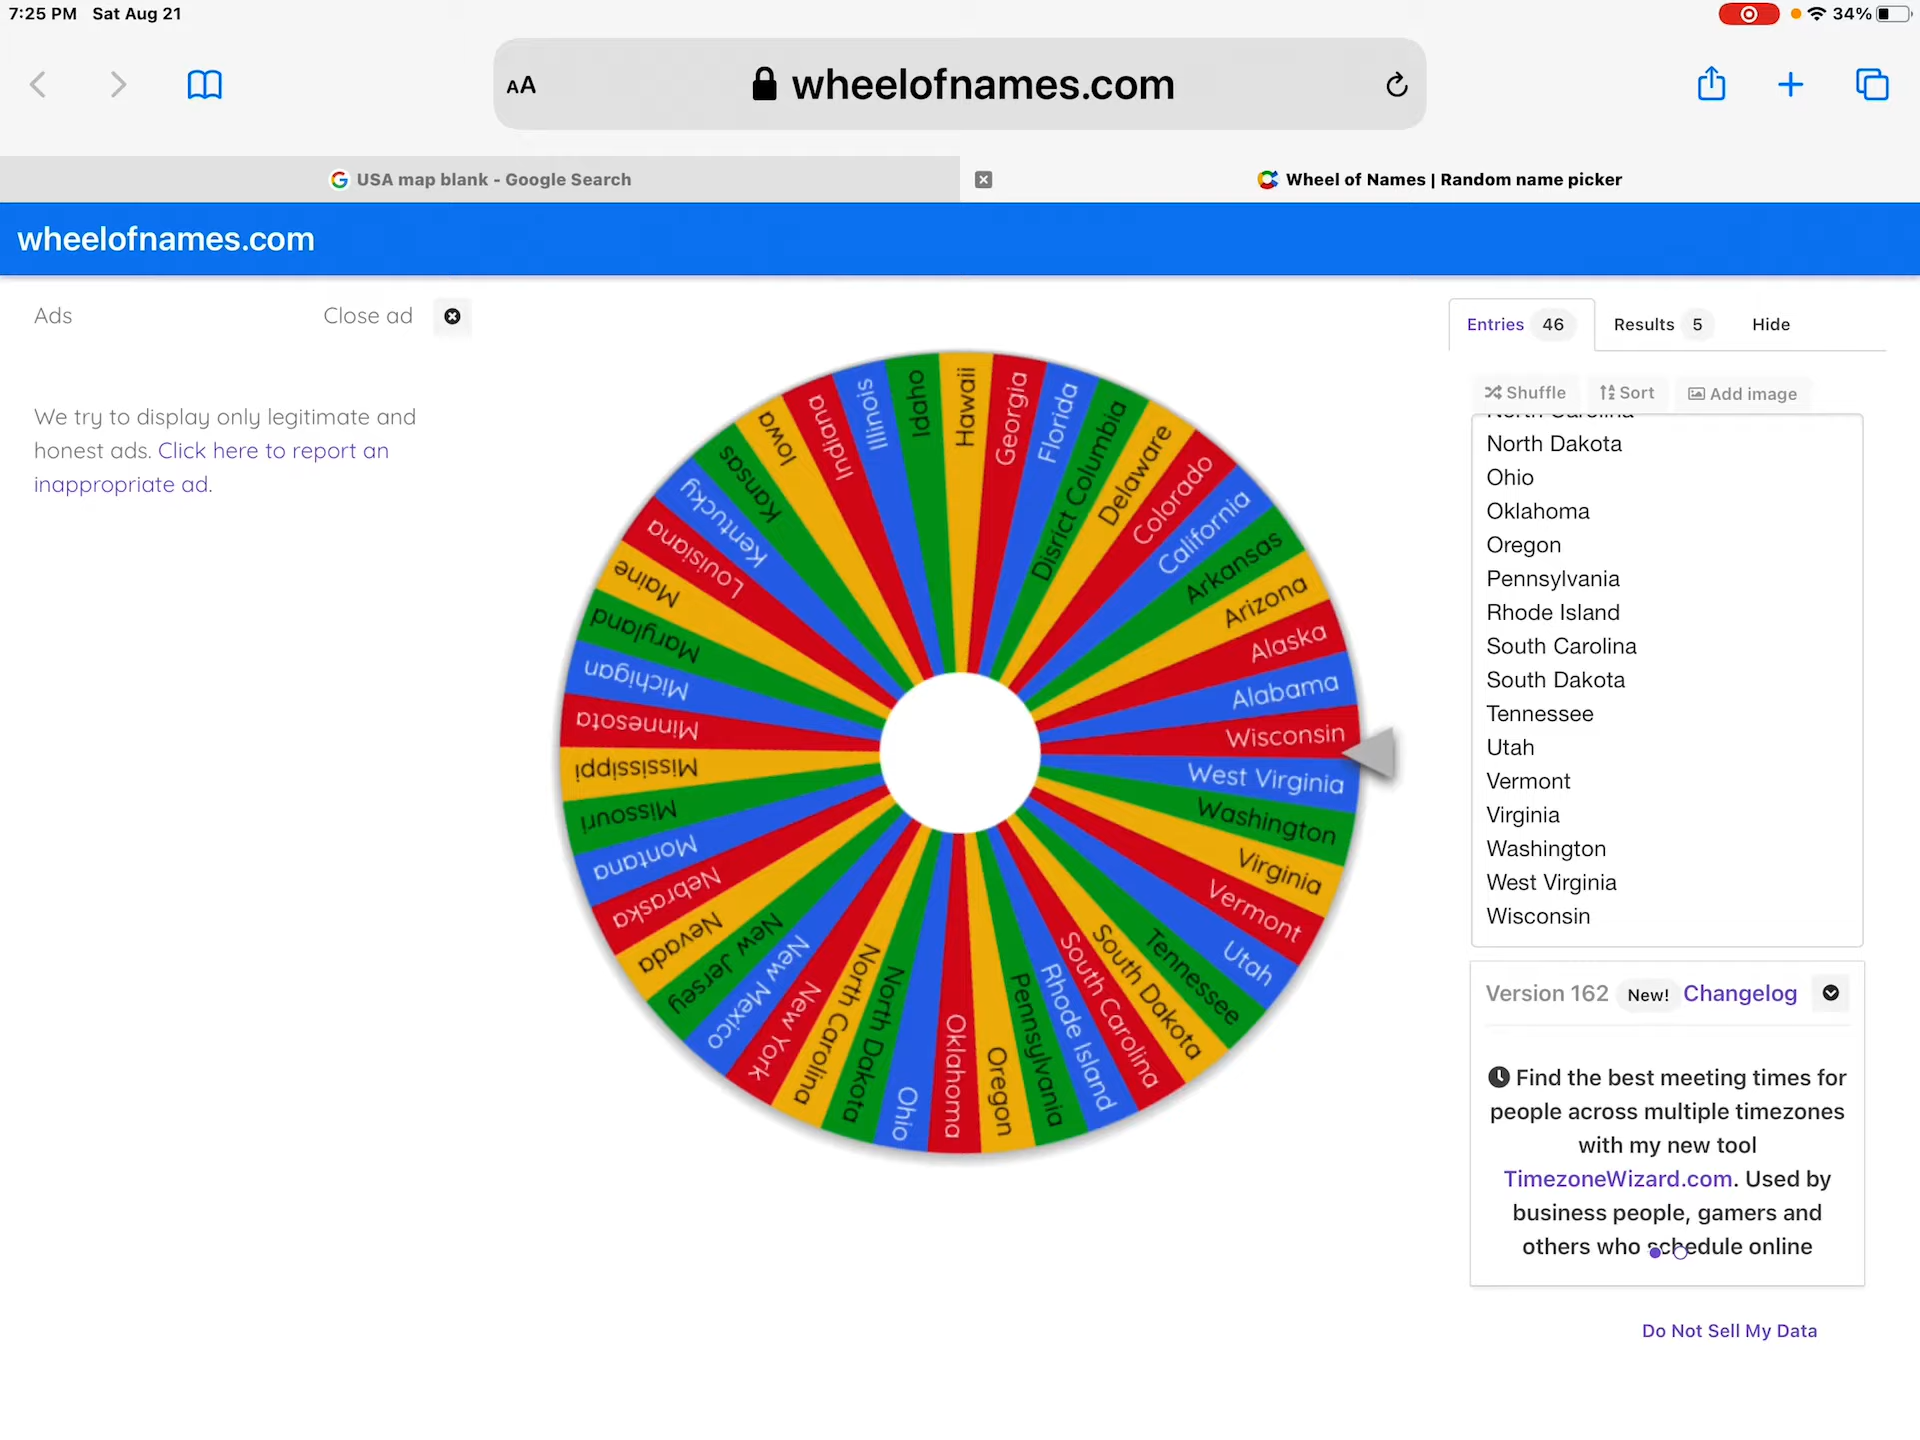 7:25 PM Sat Aug 21
34%
AA
wheelofnames.com
USA map blank - Google Search
Wheel of Names | Random name picker
wheelofnames.com
Ads
Close ad
We try to display only legitimate and
honest ads. Click here to report an
inappropriate ad.
Hawaii
Georgia
Florida
Disrict Columbia
Delaware
Colorado
California
Arkansas
Arizona
Alaska
Alabama
Wisconsin
West Virginia
Washington
Virginia
Vermont
Utah
Tennessee
South Dakota
South Carolina
Rhode Island
Pennsylvania
Oregon
Oklahoma
Ohio
North Dakota
North Carolina
New York
New Mexico
New Jersey
Nevada
Nebraska
Montana
Missouri
Mississippi
Minnesota
Michigan
Maryland
Maine
Louisiana
Kentucky
Kansas
Iowa
Indiana
Illinois
Idaho
Entries 46
Results 5
Hide
Shuffle
Sort
Add image
North Carolina
North Dakota
Ohio
Oklahoma
Oregon
Pennsylvania
Rhode Island
South Carolina
South Dakota
Tennessee
Utah
Vermont
Virginia
Washington
West Virginia
Wisconsin
Version 162 New! Changelog
Find the best meeting times for
people across multiple timezones
with my new tool
TimezoneWizard.com. Used by
business people, gamers and
others who schedule online
Do Not Sell My Data